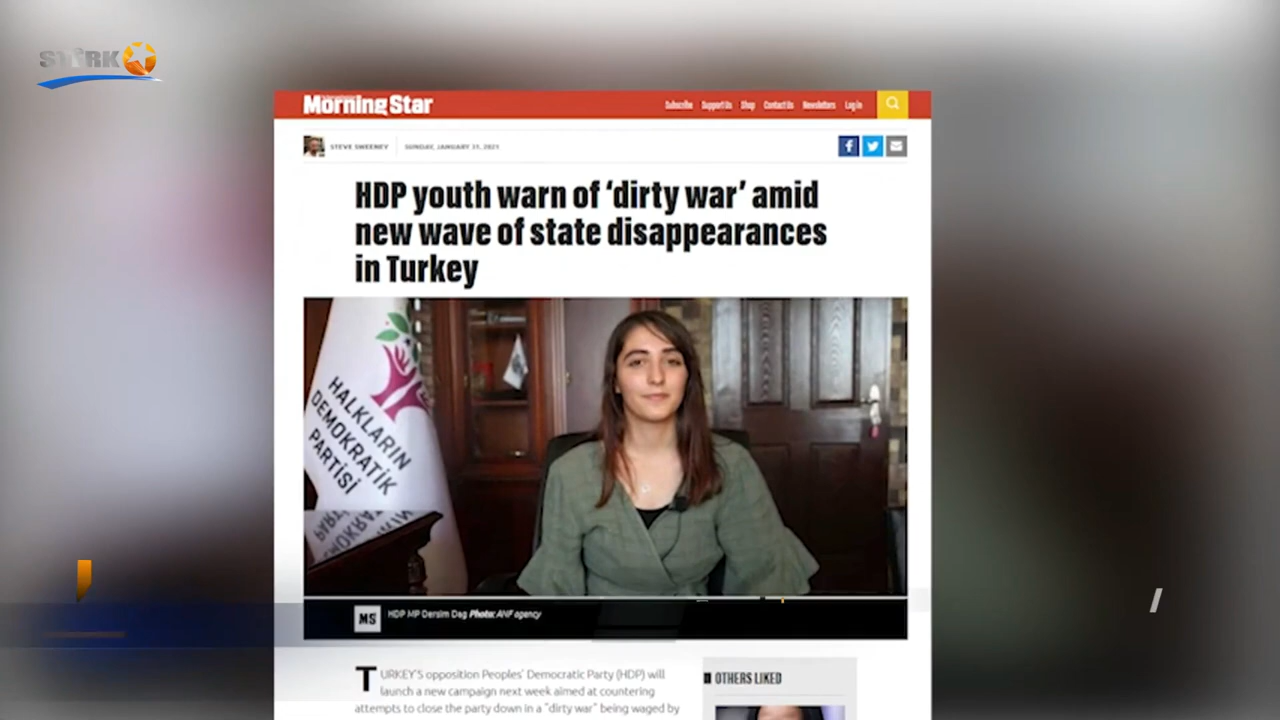 STêRK
Morning Star
Subscribe Support Us Shop Contact Us Newsletters Log in
STEVE SWEENEY SUNDAY, JANUARY 31, 2021
HDP youth warn of ‘dirty war’ amid
new wave of state disappearances
in Turkey
HALKLARIN
DEMOKRATİK
PARTİSİ
MS HDP MP Dersim Dag Photo: ANF agency
TURKEY'S opposition Peoples' Democratic Party (HDP) will
launch a new campaign next week aimed at countering
attempts to close the party down in a "dirty war" being waged by
OTHERS LIKED